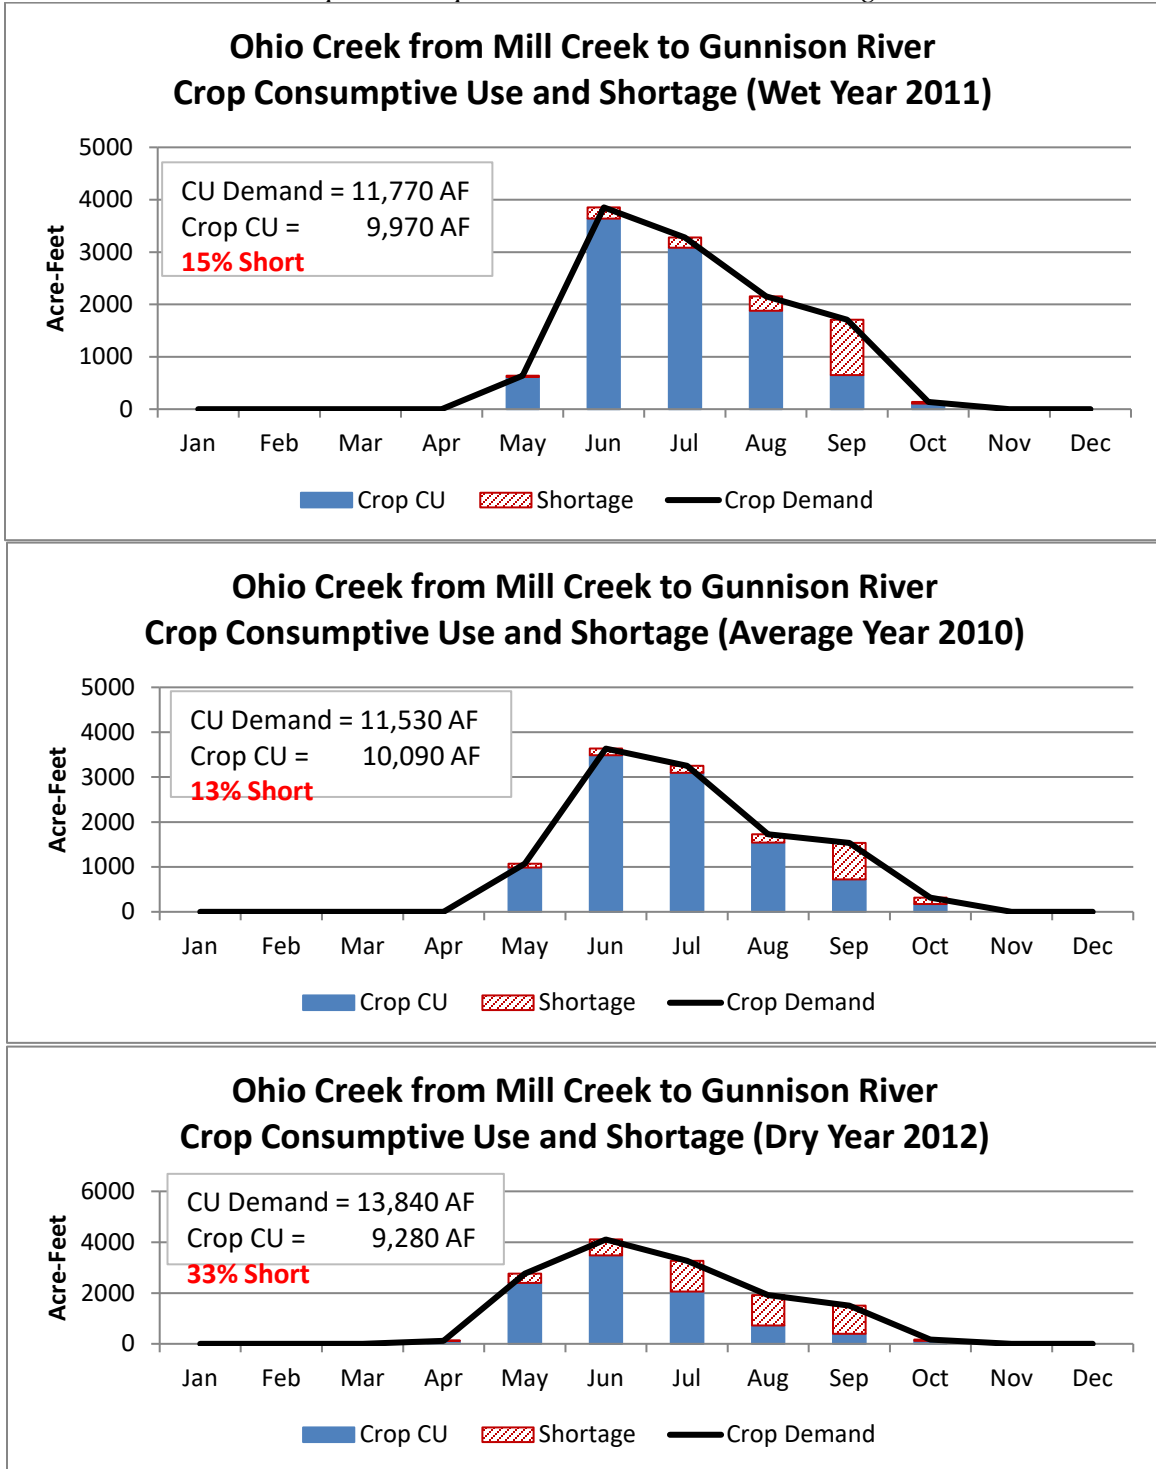 Ohio Creek from Mill Creek to Gunnison River
Crop Consumptive Use and Shortage (Wet Year 2011)
5000
4000
3000
2000
1000
0
Acre-Feet
CU Demand = 11,770 AF
Crop CU = 9,970 AF
15% Short
Jan Feb Mar Apr May Jun Jul Aug Sep Oct Nov Dec
Crop CU Shortage Crop Demand
Ohio Creek from Mill Creek to Gunnison River
Crop Consumptive Use and Shortage (Average Year 2010)
5000
4000
3000
2000
1000
0
Acre-Feet
CU Demand = 11,530 AF
Crop CU = 10,090 AF
13% Short
Jan Feb Mar Apr May Jun Jul Aug Sep Oct Nov Dec
Crop CU Shortage Crop Demand
Ohio Creek from Mill Creek to Gunnison River
Crop Consumptive Use and Shortage (Dry Year 2012)
6000
4000
2000
0
Acre-Feet
CU Demand = 13,840 AF
Crop CU = 9,280 AF
33% Short
Jan Feb Mar Apr May Jun Jul Aug Sep Oct Nov Dec
Crop CU Shortage Crop Demand